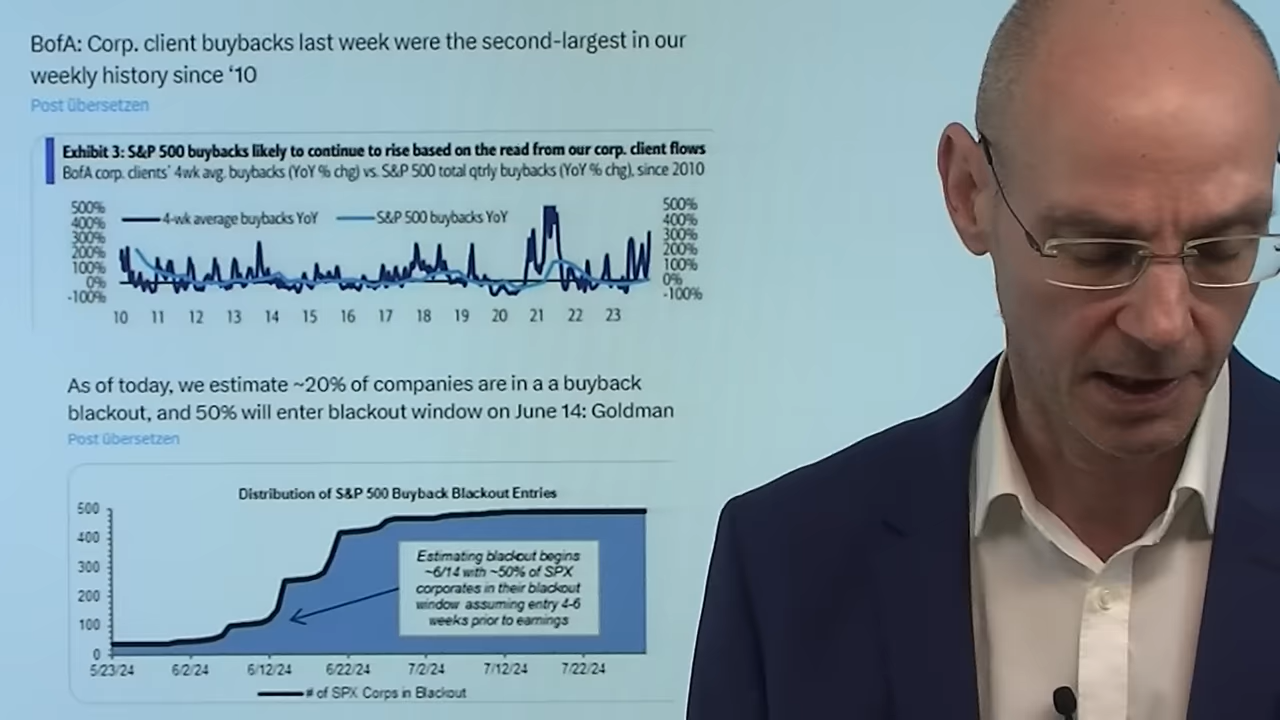 BofA: Corp. client buybacks last week were the second-largest in our
weekly history since ‘10
Post übersetzen
Exhibit 3: S&P 500 buybacks likely to continue to rise based on the read from our corp. client flows
BofA corp. clients' 4wk avg. buybacks (YoY % chg) vs. S&P 500 total qtrly buybacks (YoY % chg), since 2010
500%
400%
300%
200%
100%
0%
-100%
4-wk average buybacks YoY
S&P 500 buybacks YoY
500%
400%
300%
200%
100%
0%
-100%
10 11 12 13 14 15 16 17 18 19 20 21 22 23
As of today, we estimate ~20% of companies are in a a buyback
blackout, and 50% will enter blackout window on June 14: Goldman
Post übersetzen
Distribution of S&P 500 Buyback Blackout Entries
500
400
300
200
100
0
Estimating blackout begins
~6/14 with ~50% of SPX
corporates in their blackout
window assuming entry 4-6
weeks prior to earnings
5/23/24 6/2/24 6/12/24 6/22/24 7/2/24 7/12/24 7/22/24
# of SPX Corps in Blackout